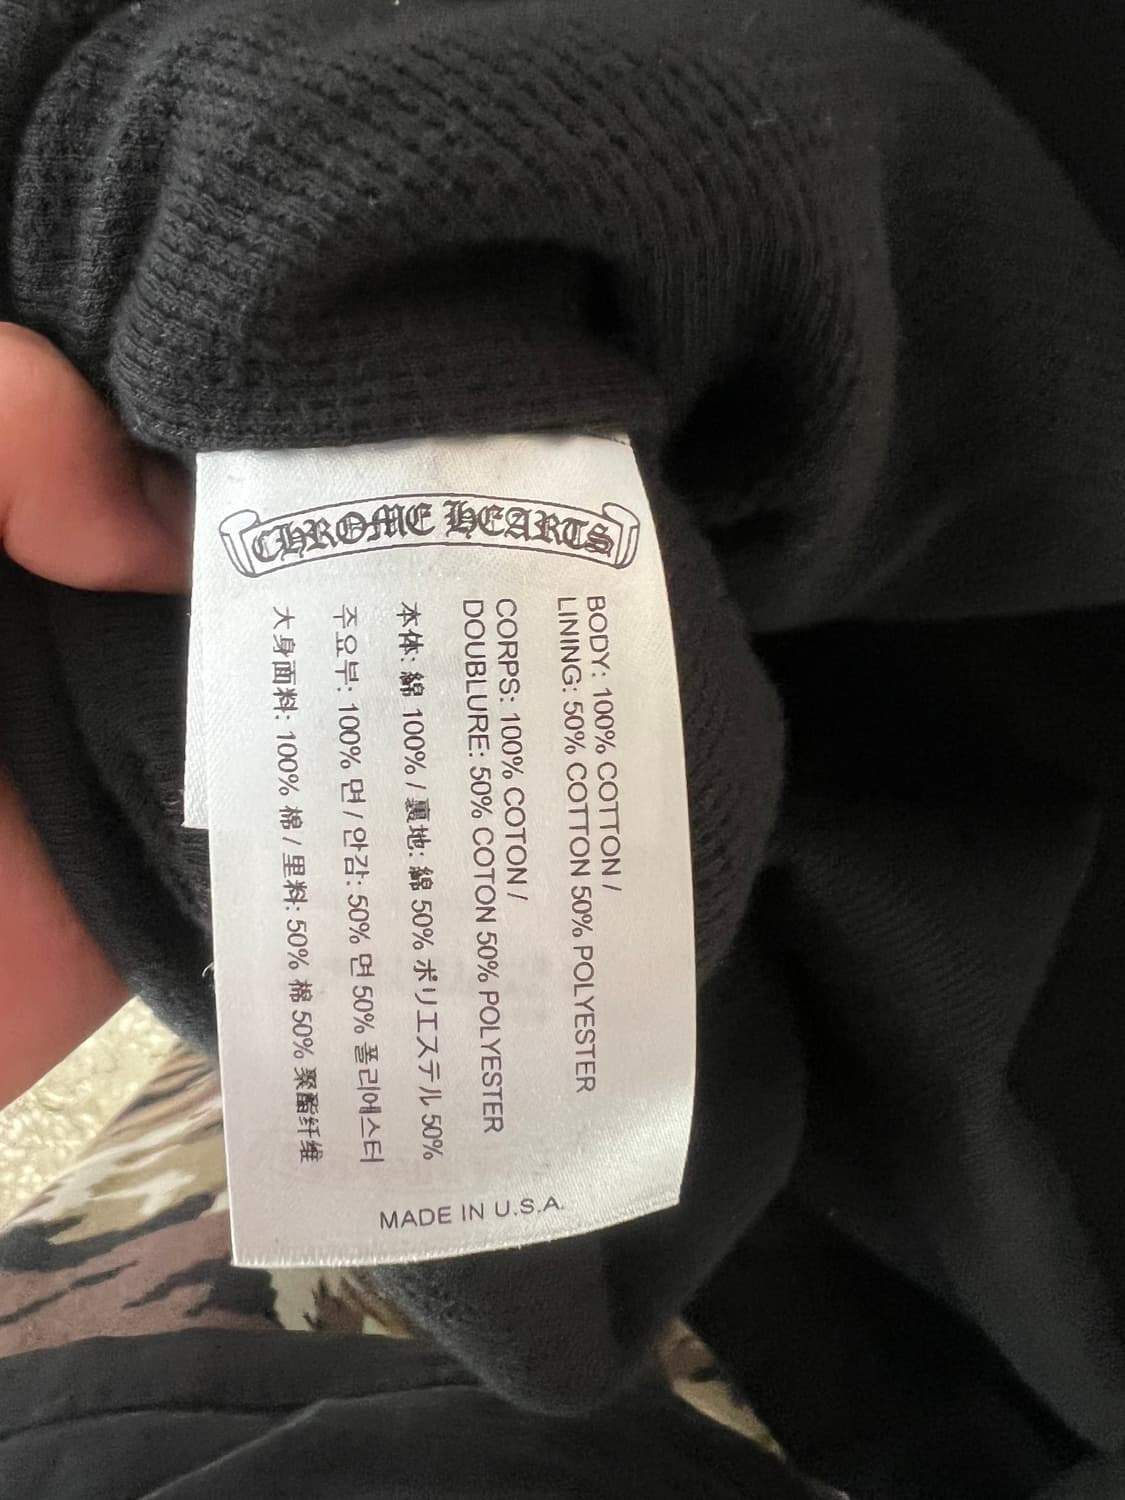 CHROME HEARTS
BODY: 100% COTTON /
LINING: 50% COTTON 50% POLYESTER
CORPS: 100% COTON /
DOUBLURE: 50% COTON 50% POLYESTER
本体: 綿 100% / 裏地: 綿 50% ポリエステル 50%
주요부: 100% 면 / 안감: 50% 면 50% 폴리에스터
大身面料: 100% 棉 / 里料: 50% 棉 50% 聚酯纤维
MADE IN U.S.A.